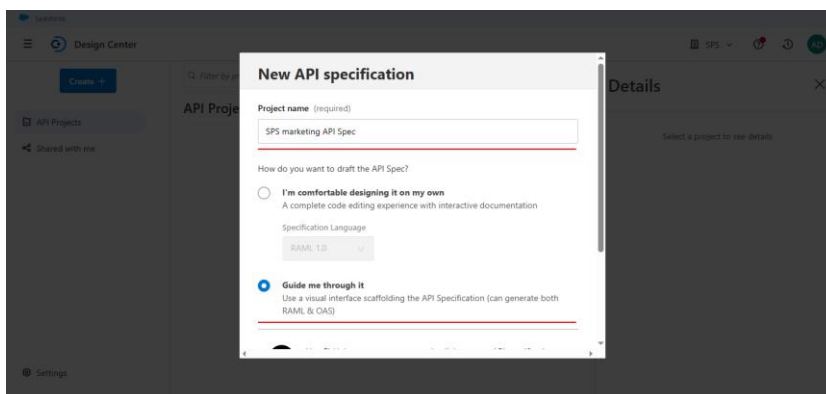 Design Center
SPS
AD
Create +
Filter by
API Proje
Details
API Projects
Shared with me
Select a project to see details
Settings
New API specification
Project name (required)
SPS marketing API Spec
How do you want to draft the API Spec?
I'm comfortable designing it on my own
A complete code editing experience with interactive documentation
Specification Language
RAML 1.0
Guide me through it
Use a visual interface scaffolding the API Specification (can generate both
RAML & OAS)